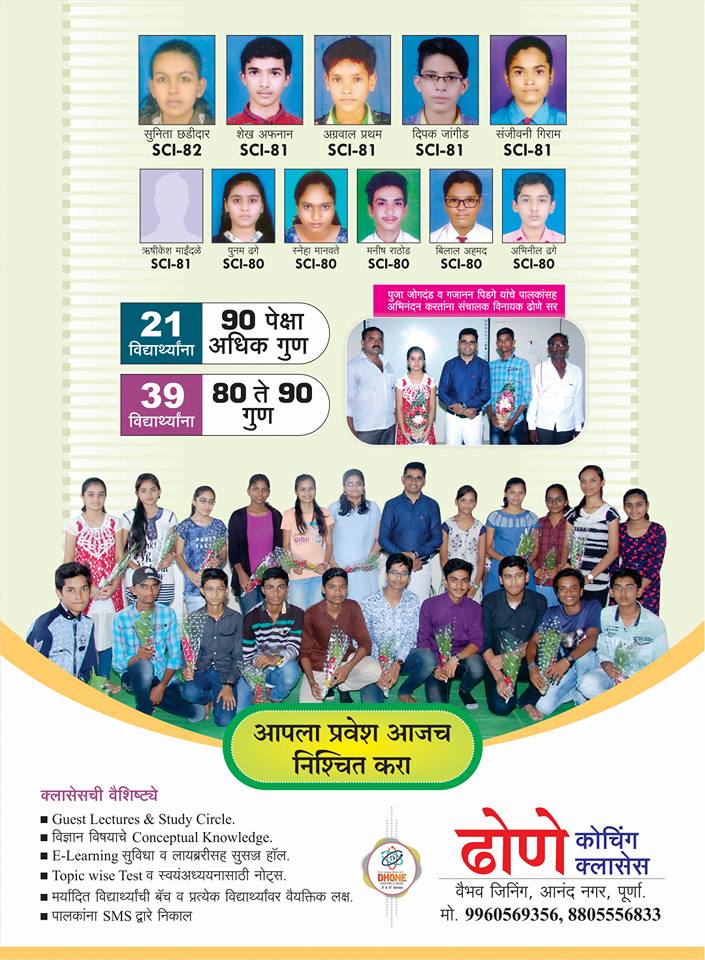 सुनिता छडीदार
SCI-82
शेख अफनान
SCI-81
अग्रवाल प्रथम
SCI-81
दिपक जांगीड
SCI-81
संजीवनी गिराम
SCI-81
ऋषीकेश माईंदळे
SCI-81
पुनम ढगे
SCI-80
स्नेहा मानवते
SCI-80
मनीष राठोड
SCI-80
बिलाल अहमद
SCI-80
अभिनील ढगे
SCI-80
21
विद्यार्थ्यांना
90 पेक्षा
अधिक गुण
39
विद्यार्थ्यांना
80 ते 90
गुण
पुजा जोगदंड व गजानन पिडगे यांचे पालकांसह
अभिनंदन करतांना संचालक विनायक ढोणे सर
आपला प्रवेश आजच
निश्चित करा
क्लासेसची वैशिष्ट्ये
■ Guest Lectures & Study Circle.
■ विज्ञान विषयाचे Conceptual Knowledge.
■ E-Learning सुविधा व लायब्ररीसह सुसज्ज हॉल.
■ Topic wise Test व स्वयंअध्ययनासाठी नोट्स.
■ मर्यादित विद्यार्थ्यांची बॅच व प्रत्येक विद्यार्थ्यांवर वैयक्तिक लक्ष.
■ पालकांना SMS द्वारे निकाल
DHONE
ढोणे कोचिंग
क्लासेस
वैभव जिनिंग, आनंद नगर, पूर्णा.
मो. 9960569356, 8805556833